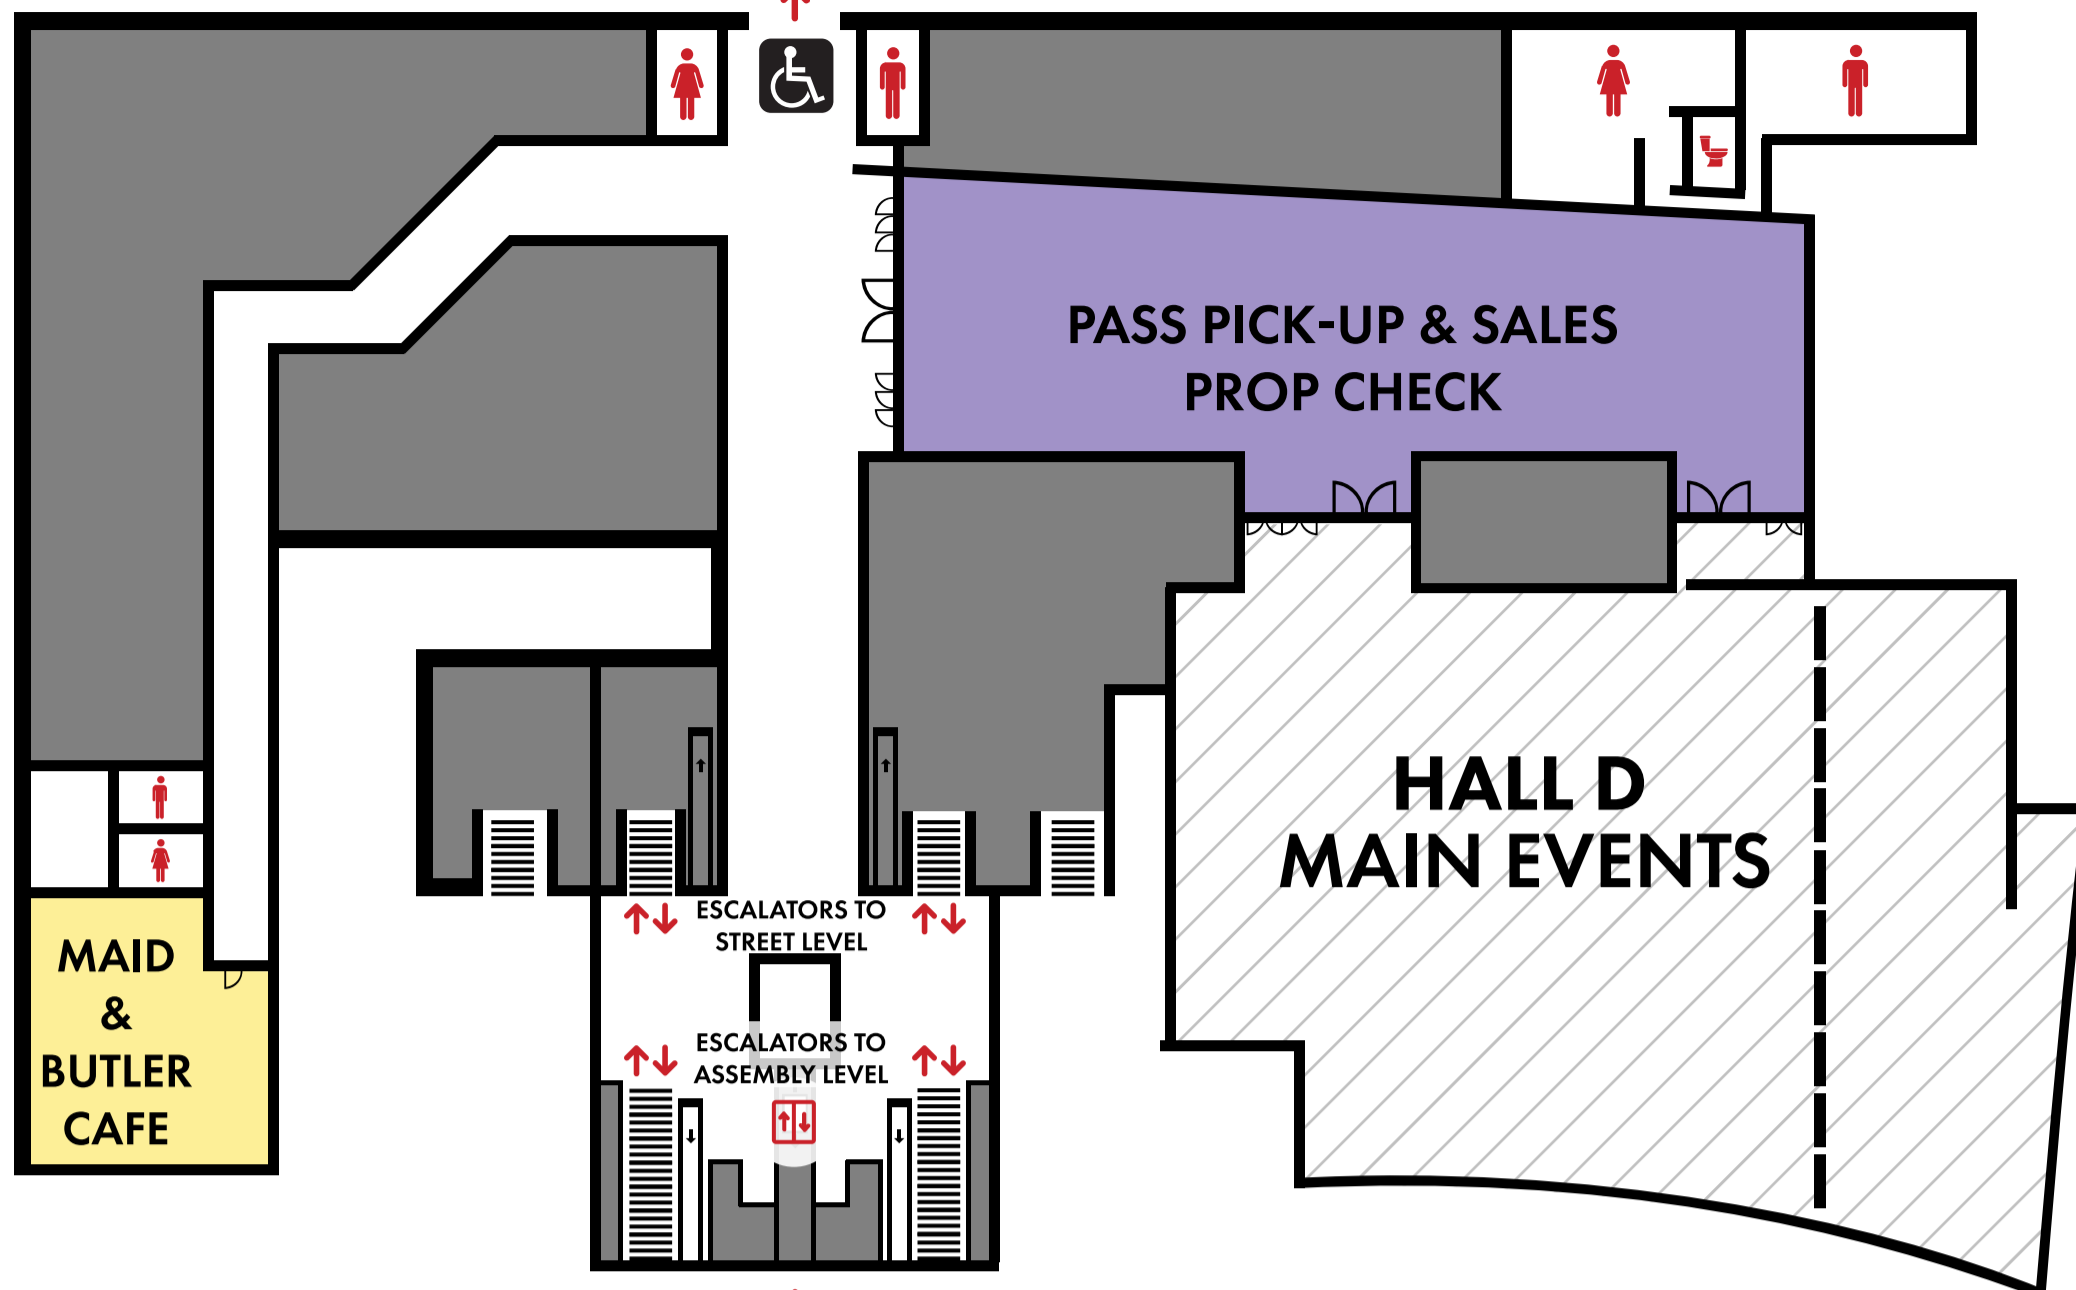 PASS PICK-UP & SALES
PROP CHECK
HALL D
MAIN EVENTS
ESCALATORS TO
STREET LEVEL
MAID
&
BUTLER
CAFE
ESCALATORS TO
ASSEMBLY LEVEL